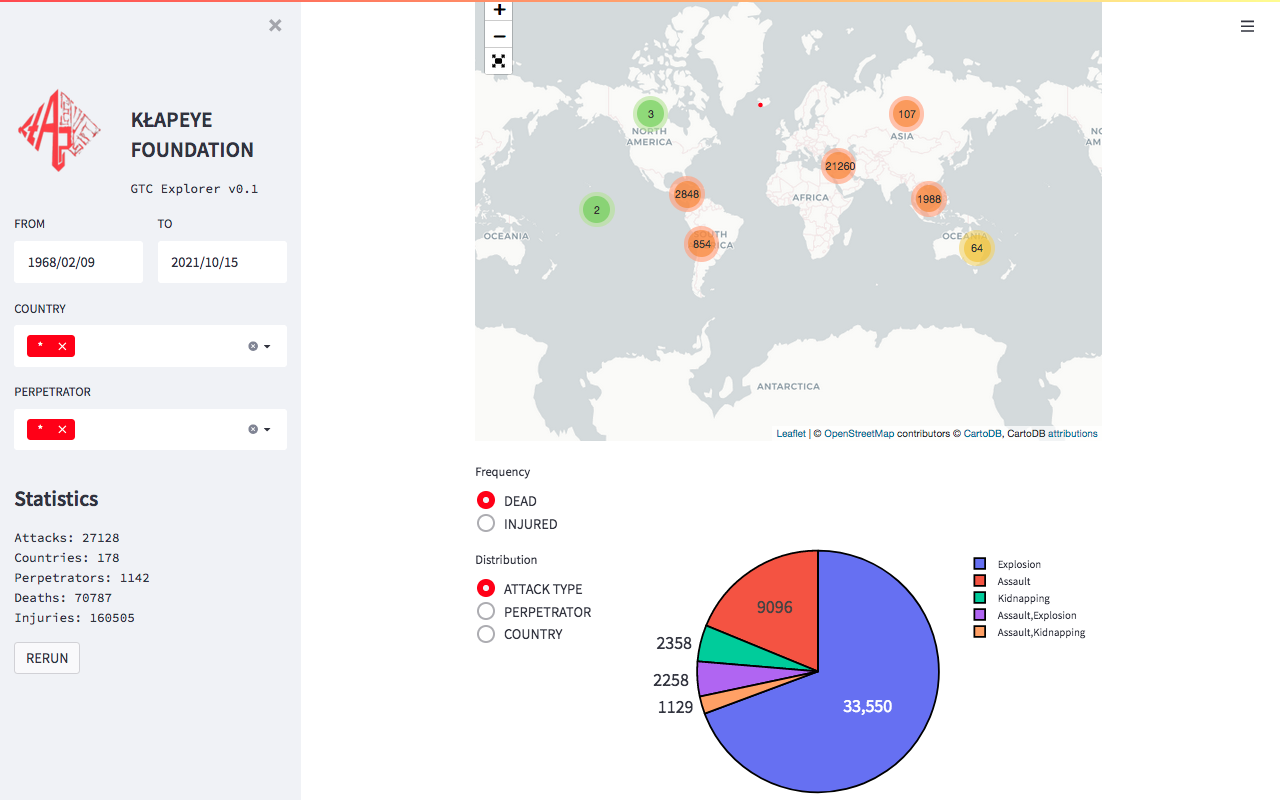 KŁAPEYE
FOUNDATION
GTC Explorer v0.1
FROM
TO
1968/02/09
2021/10/15
COUNTRY
*
PERPETRATOR
*
Statistics
Attacks: 27128
Countries: 178
Perpetrators: 1142
Deaths: 70787
Injuries: 160505
RERUN
+
−
3
NORTH
AMERICA
107
ASIA
21260
2848
AFRICA
1988
2
OCEANIA
854
64
OCEANIA
ANTARCTICA
Leaflet | © OpenStreetMap contributors © CartoDB, CartoDB attributions
Frequency
DEAD
INJURED
Distribution
ATTACK TYPE
PERPETRATOR
COUNTRY
9096
2358
2258
1129
33,550
Explosion
Assault
Kidnapping
Assault,Explosion
Assault,Kidnapping